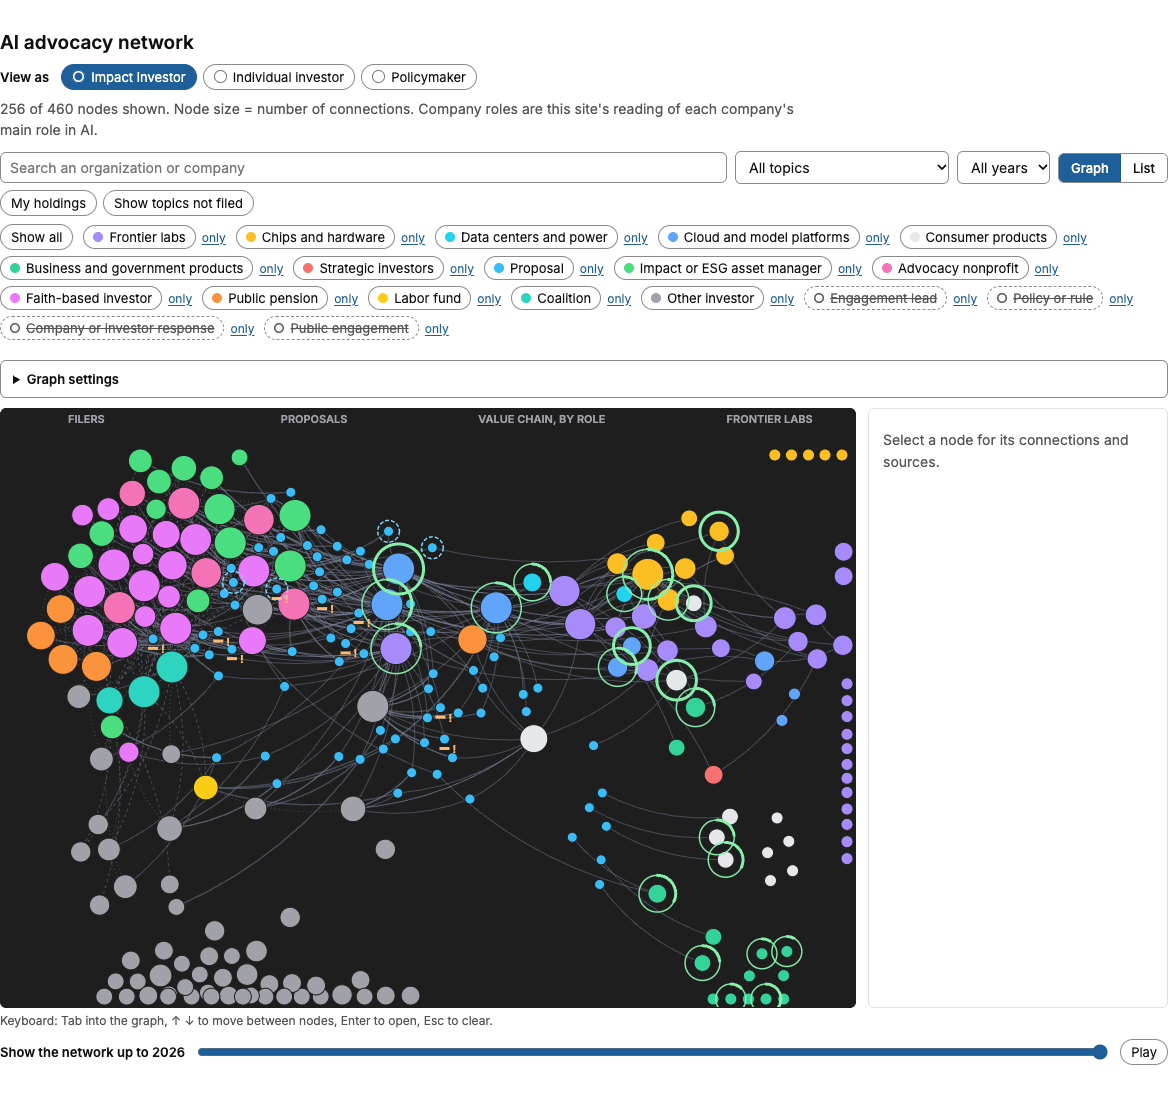 AI advocacy network
View as Impact investor Individual investor Policymaker
256 of 460 nodes shown. Node size = number of connections. Company roles are this site's reading of each company's
main role in AI.
Search an organization or company All topics All years Graph List
My holdings Show topics not filed
Show all Frontier labs only Chips and hardware only Data centers and power only Cloud and model platforms only Consumer products only
Business and government products only Strategic investors only Proposal only Impact or ESG asset manager only Advocacy nonprofit only
Faith-based investor only Public pension only Labor fund only Coalition only Other investor only Engagement lead only Policy or rule only
Company or investor response only Public engagement only
Graph settings
FILERS PROPOSALS VALUE CHAIN, BY ROLE FRONTIER LABS
Select a node for its connections and
sources.
Keyboard: Tab into the graph, ↑ ↓ to move between nodes, Enter to open, Esc to clear.
Show the network up to 2026 Play